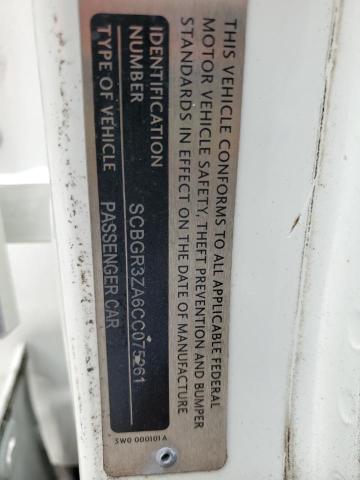 THIS VEHICLE CONFORMS TO ALL APPLICABLE FEDERAL
MOTOR VEHICLE SAFETY, THEFT PREVENTION AND BUMPER
STANDARDS IN EFFECT ON THE DATE OF MANUFACTURE
IDENTIFICATION
NUMBER SCBGR3ZA6CC075261
TYPE OF VEHICLE PASSENGER CAR
3W0 000101 A